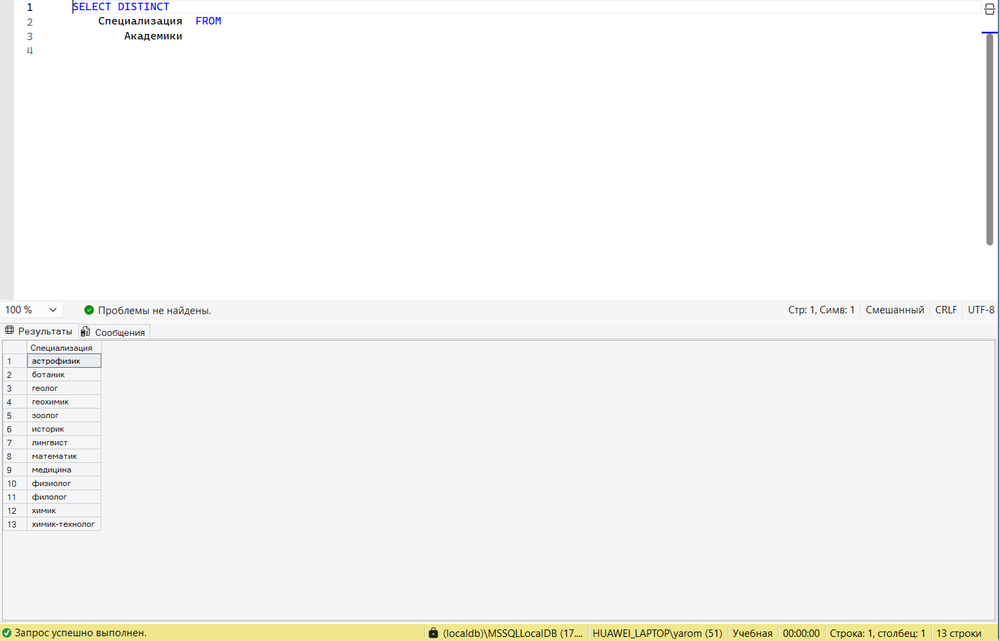 1 SELECT DISTINCT
2 Специализация FROM
3 Академики
4
100 % Проблемы не найдены. Стр: 1, Симв: 1 Смешанный CRLF UTF-8
Результаты Сообщения
Специализация
1 астрофизик
2 ботаник
3 геолог
4 геохимик
5 зоолог
6 историк
7 лингвист
8 математик
9 медицина
10 физиолог
11 филолог
12 химик
13 химик-технолог
Запрос успешно выполнен. (localdb)\MSSQLLocalDB (17.... HUAWEI_LAPTOP\yarom (51) Учебная 00:00:00 Строка: 1, столбец: 1 13 строки